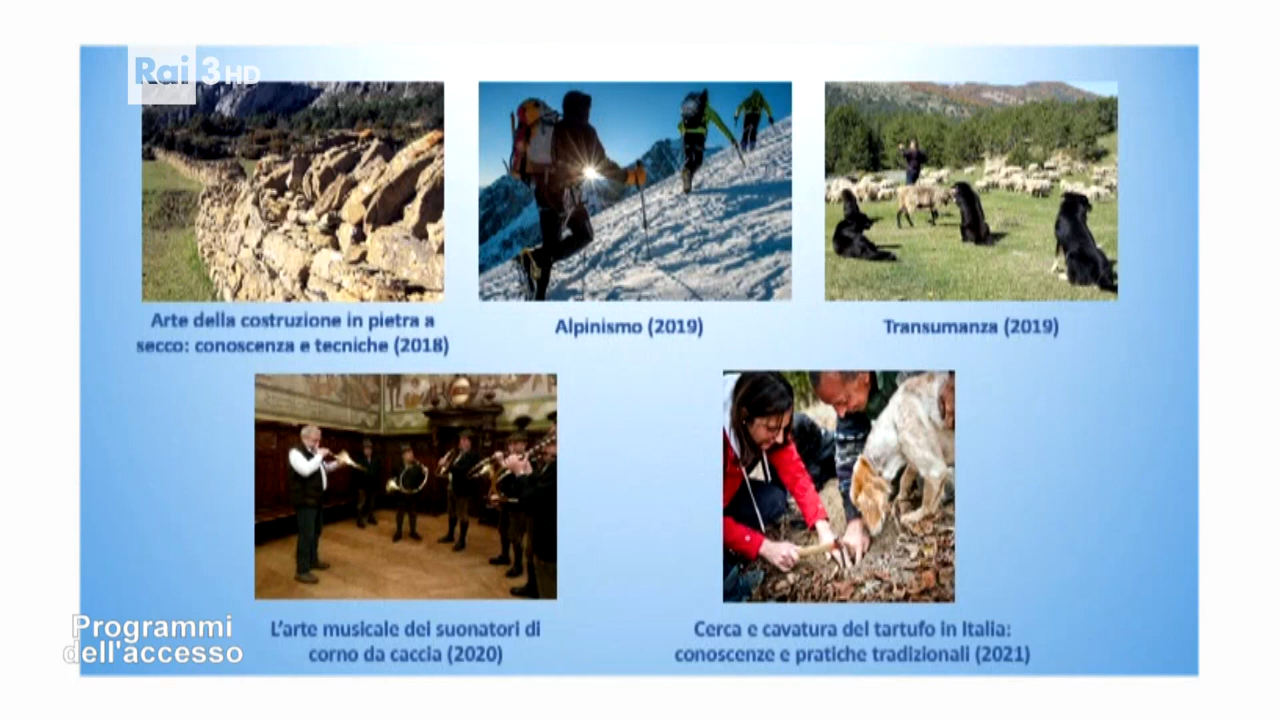 Rai 3 HD
Arte della costruzione in pietra a
secco: conoscenza e tecniche (2018)
Alpinismo (2019)
Transumanza (2019)
L'arte musicale dei suonatori di
corno da caccia (2020)
Cerca e cavatura del tartufo in Italia:
conoscenze e pratiche tradizionali (2021)
Programmi
dell'accesso